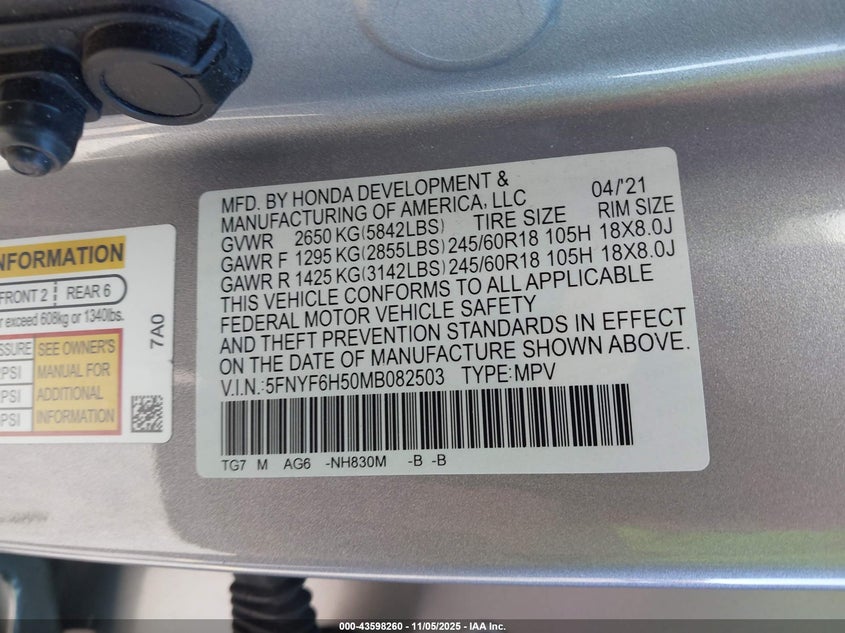 MFD. BY HONDA DEVELOPMENT & 04/'21
MANUFACTURING OF AMERICA, LLC
GVWR 2650 KG(5842LBS) TIRE SIZE RIM SIZE
GAWR F 1295 KG(2855LBS) 245/60R18 105H 18X8.0J
GAWR R 1425 KG(3142LBS) 245/60R18 105H 18X8.0J
THIS VEHICLE CONFORMS TO ALL APPLICABLE
FEDERAL MOTOR VEHICLE SAFETY
AND THEFT PREVENTION STANDARDS IN EFFECT
ON THE DATE OF MANUFACTURE SHOWN ABOVE.
V.I.N.:5FNYF6H50MB082503 TYPE:MPV
TG7 M AG6 -NH830M -B -B
NFORMATION
FRONT 2 REAR 6
r exceed 608kg or 1340lbs.
7A0
SSURE SEE OWNER'S
PSI MANUAL FOR
PSI ADDITIONAL
PSI INFORMATION
000-43598260 - 11/05/2025 - IAA Inc.